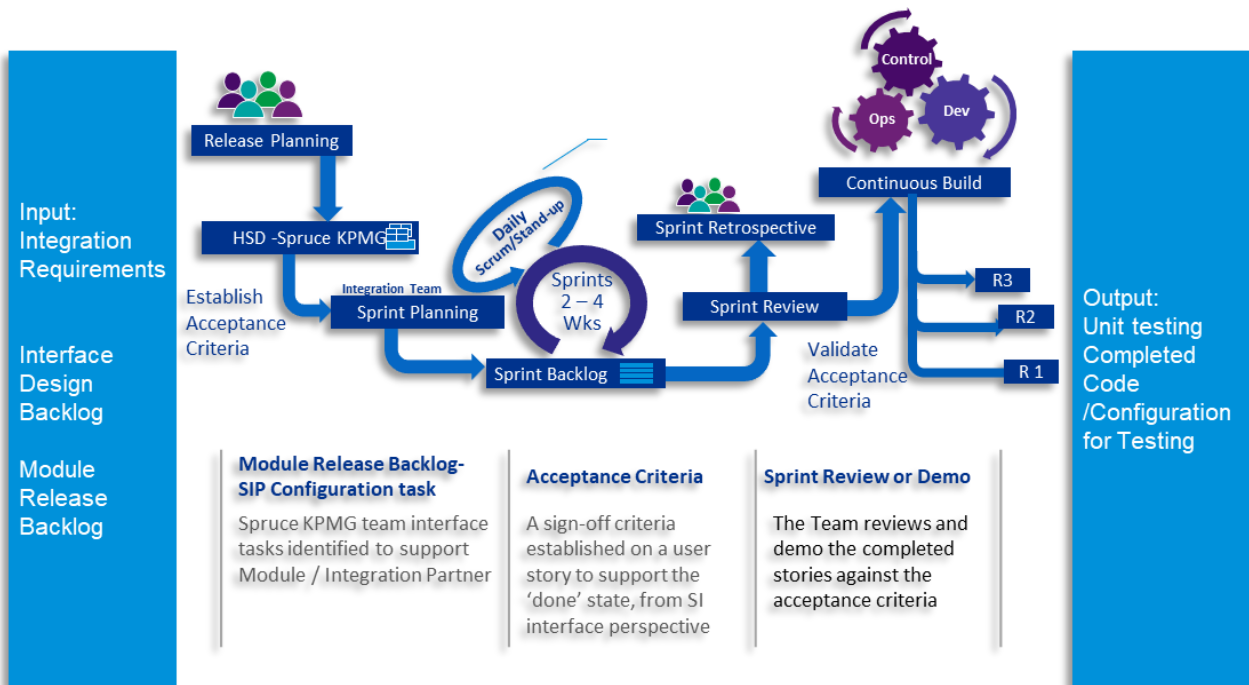 Input:
Integration
Requirements
Interface
Design
Backlog
Module
Release
Backlog
Release Planning
HSD -Spruce KPMG
Establish
Acceptance
Criteria
Integration Team
Sprint Planning
Daily
Scrum/Stand-up
Sprints
2 – 4
Wks
Sprint Backlog
Sprint Retrospective
Sprint Review
Validate
Acceptance
Criteria
Control
Ops
Dev
Continuous Build
R3
R2
R 1
Output:
Unit testing
Completed
Code
/Configuration
for Testing
Module Release Backlog-
SIP Configuration task
Spruce KPMG team interface
tasks identified to support
Module / Integration Partner
Acceptance Criteria
A sign-off criteria
established on a user
story to support the
‘done’ state, from SI
interface perspective
Sprint Review or Demo
The Team reviews and
demo the completed
stories against the
acceptance criteria